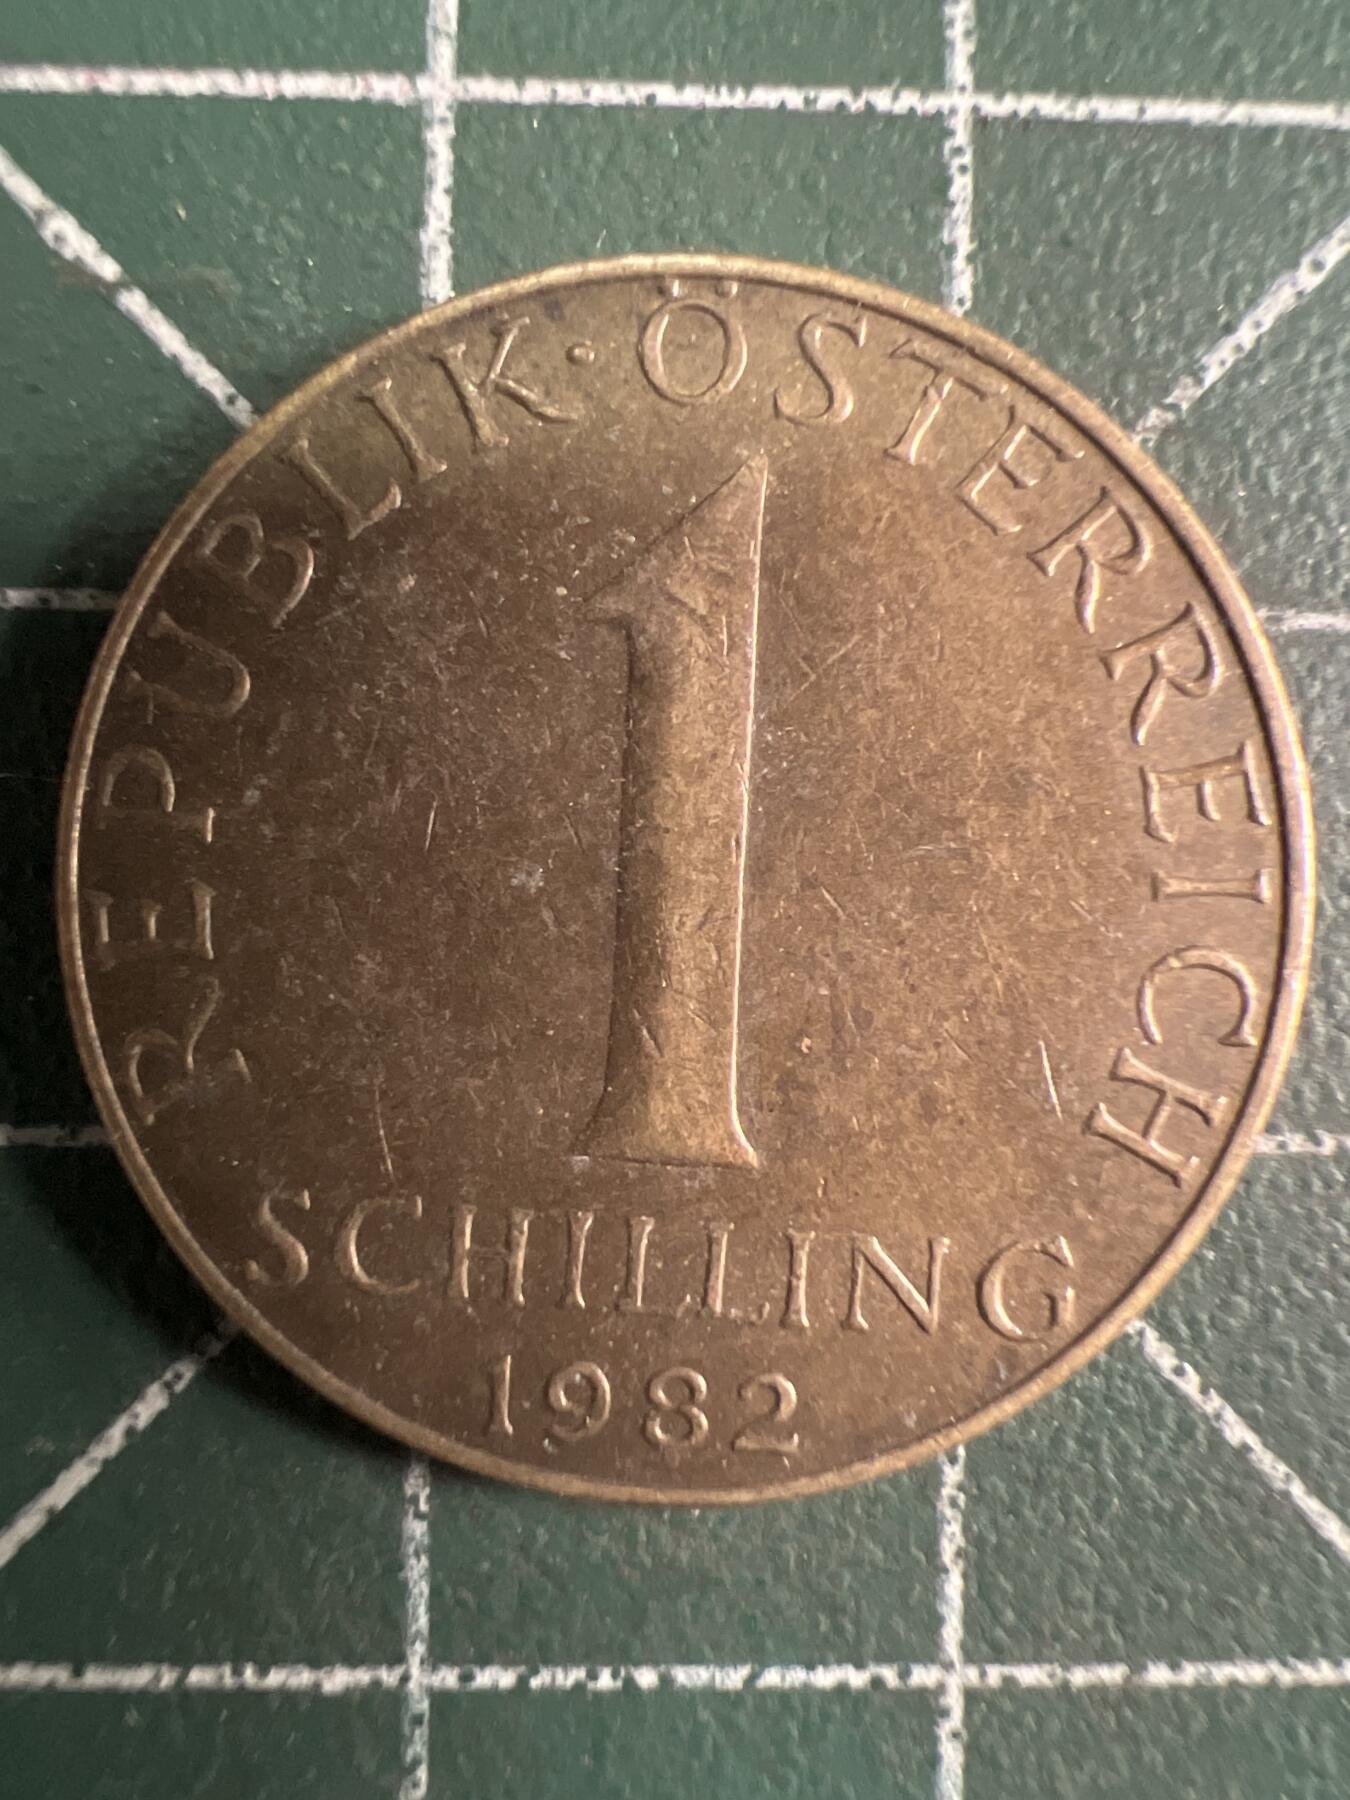 REPUBLIK · ÖSTERREICH
1
SCHILLING
1982